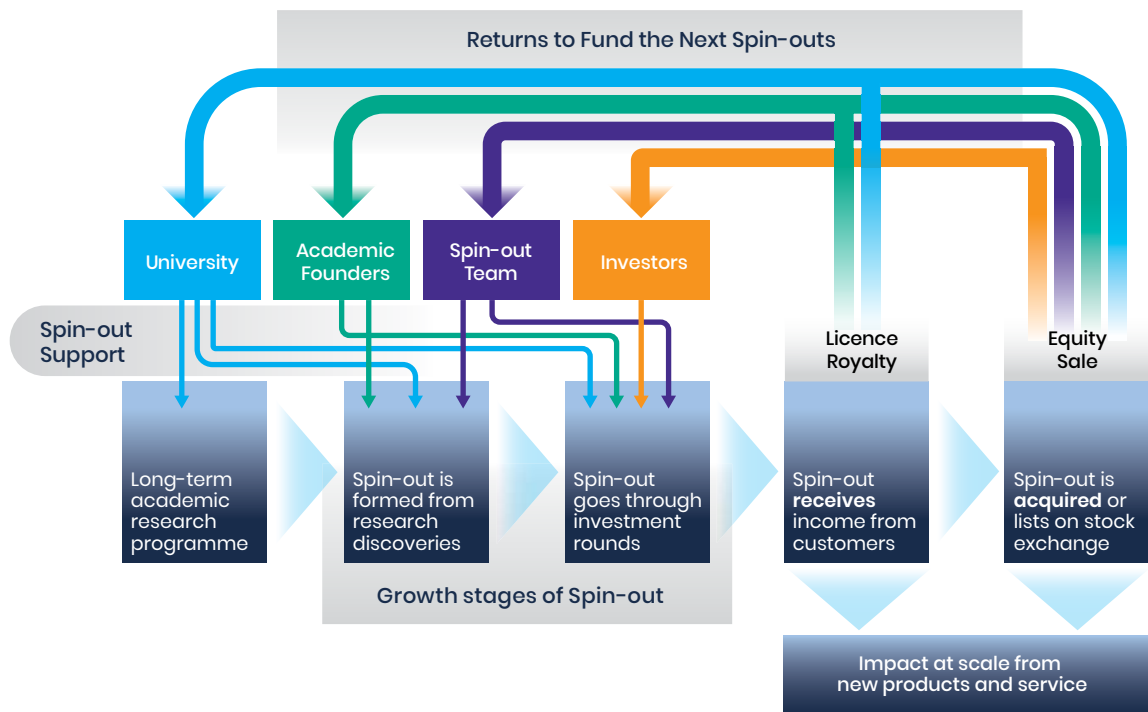 Returns to Fund the Next Spin-outs
University
Academic
Founders
Spin-out
Team
Investors
Spin-out
Support
Licence
Royalty
Equity
Sale
Long-term
academic
research
programme
Spin-out is
formed from
research
discoveries
Spin-out
goes through
investment
rounds
Spin-out
receives
income from
customers
Spin-out is
acquired or
lists on stock
exchange
Growth stages of Spin-out
Impact at scale from
new products and service